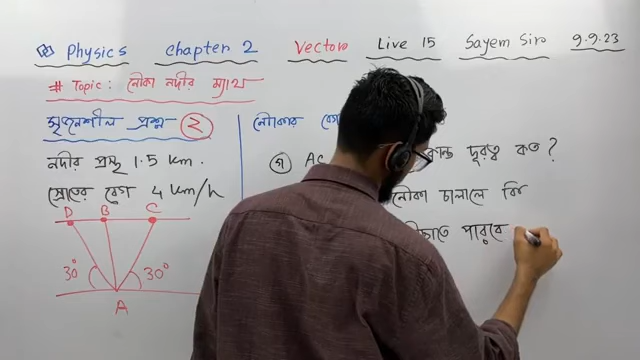 Physics chapter 2 Vector Live 15 Sayem Sir 9.9.23
# Topic: নৌকা নদীর ম্যাথ
সৃজনশীল প্রশ্ন ২
নদীর প্রস্থ 1.5 km.
স্রোতের বেগ 4 km/h
D B C
30° 30°
A
নৌকার বেগ
গ AC দূরত্ব কত?
নৌকা চালালে কি
পারবে